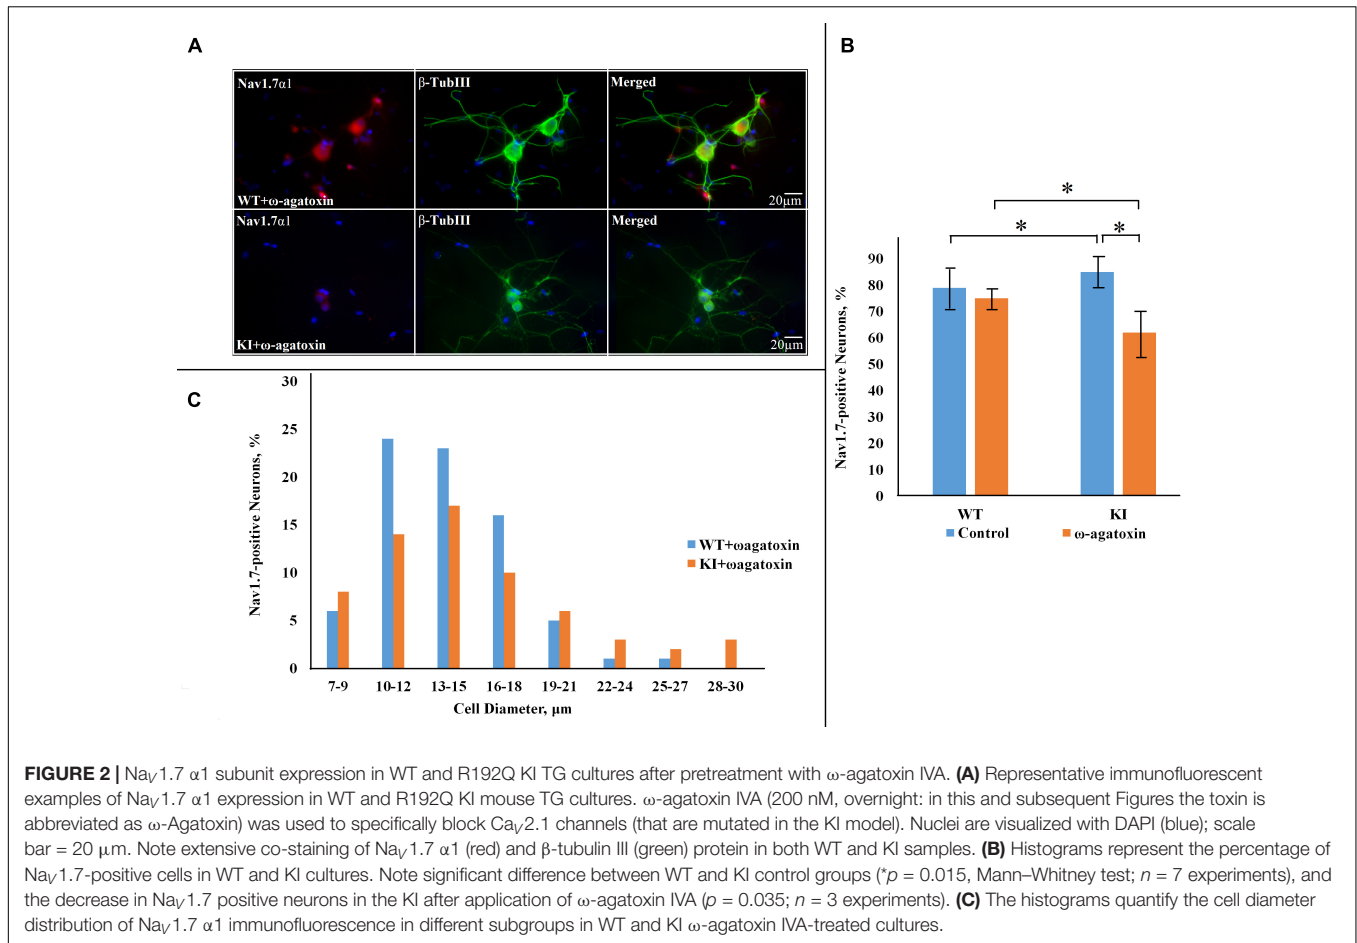 A
Nav1.7α1
β-TubIII
Merged
WT+ω-agatoxin
20μm
Nav1.7α1
β-TubIII
Merged
KI+ω-agatoxin
20μm
B
*
*
*
Nav1.7-positive Neurons, %
90
80
70
60
50
40
30
20
10
0
WT
KI
Control
ω-agatoxin
C
Nav1.7-positive Neurons, %
30
25
20
15
10
5
0
WT+ωagatoxin
KI+ωagatoxin
7-9 10-12 13-15 16-18 19-21 22-24 25-27 28-30
Cell Diameter, μm
FIGURE 2 | NaV1.7 α1 subunit expression in WT and R192Q KI TG cultures after pretreatment with ω-agatoxin IVA. (A) Representative immunofluorescent
examples of NaV1.7 α1 expression in WT and R192Q KI mouse TG cultures. ω-agatoxin IVA (200 nM, overnight: in this and subsequent Figures the toxin is
abbreviated as ω-Agatoxin) was used to specifically block CaV2.1 channels (that are mutated in the KI model). Nuclei are visualized with DAPI (blue); scale
bar = 20 μm. Note extensive co-staining of NaV1.7 α1 (red) and β-tubulin III (green) protein in both WT and KI samples. (B) Histograms represent the percentage of
NaV1.7-positive cells in WT and KI cultures. Note significant difference between WT and KI control groups (*p = 0.015, Mann–Whitney test; n = 7 experiments), and
the decrease in NaV1.7 positive neurons in the KI after application of ω-agatoxin IVA (p = 0.035; n = 3 experiments). (C) The histograms quantify the cell diameter
distribution of NaV1.7 α1 immunofluorescence in different subgroups in WT and KI ω-agatoxin IVA-treated cultures.